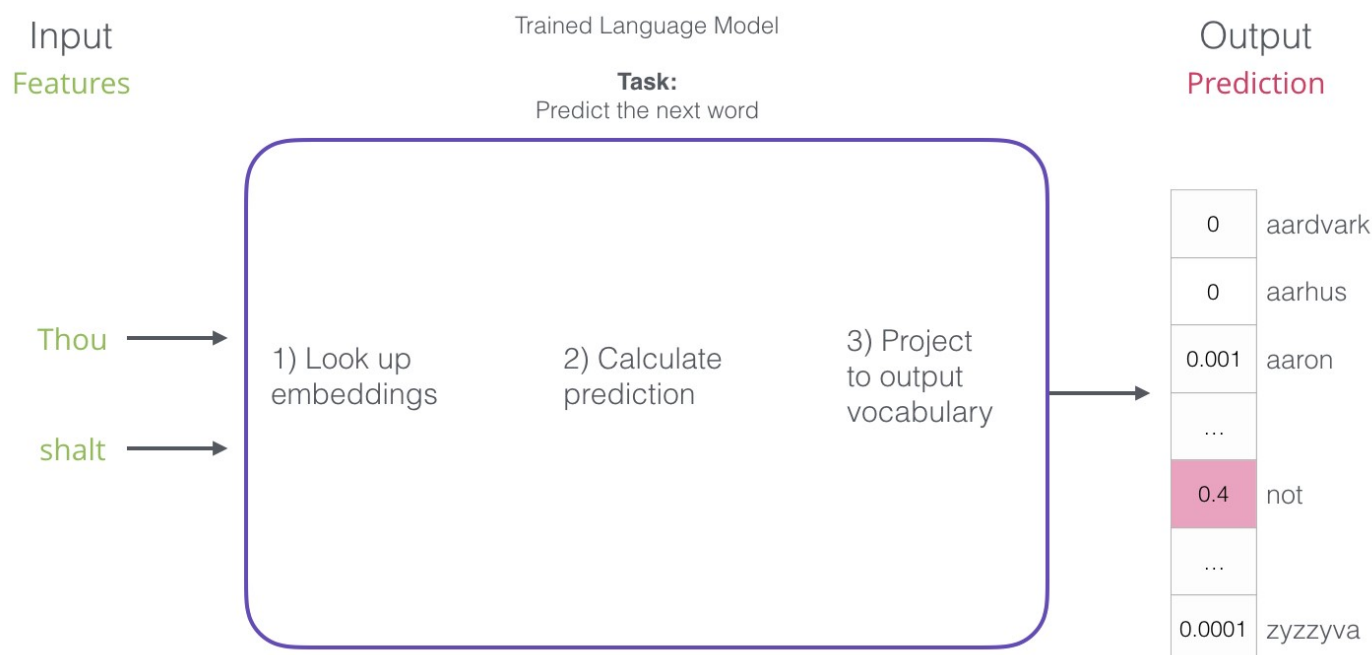 Input
Features
Trained Language Model
Task:
Predict the next word
Output
Prediction
Thou
shalt
1) Look up
embeddings
2) Calculate
prediction
3) Project
to output
vocabulary
0 aardvark
0 aarhus
0.001 aaron
...
0.4 not
...
0.0001 zyzzyva